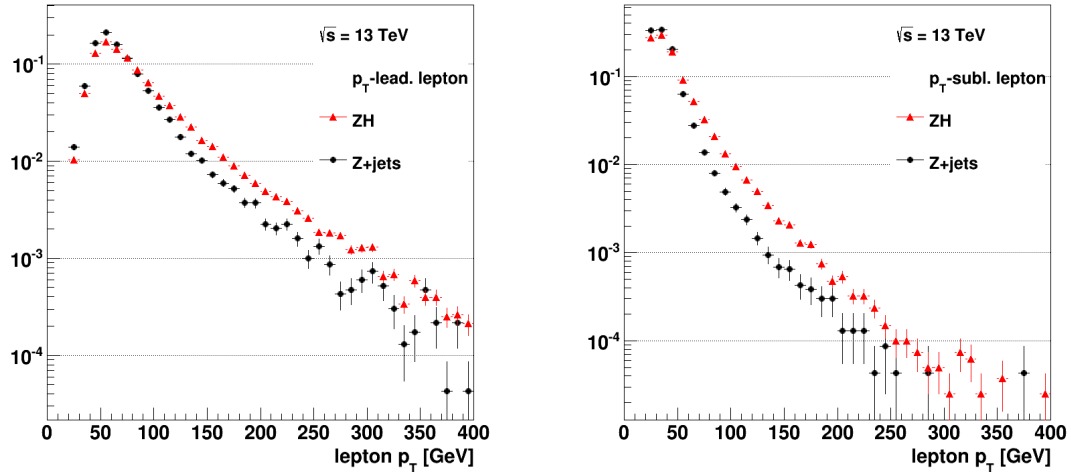 √s = 13 TeV
p_T-lead. lepton
ZH
Z+jets
10^-1
10^-2
10^-3
10^-4
0 50 100 150 200 250 300 350 400
lepton p_T [GeV]
√s = 13 TeV
p_T-subl. lepton
ZH
Z+jets
10^-1
10^-2
10^-3
10^-4
0 50 100 150 200 250 300 350 400
lepton p_T [GeV]